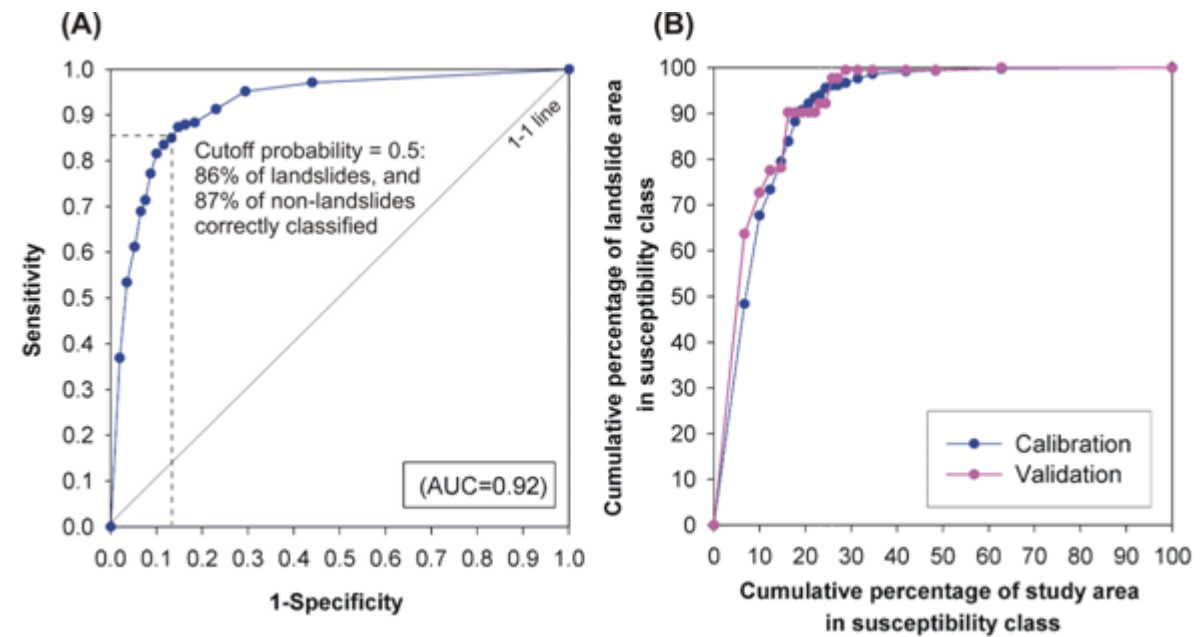 (A)
Sensitivity
1.0
0.9
0.8
0.7
0.6
0.5
0.4
0.3
0.2
0.1
0.0
1-1 line
Cutoff probability = 0.5:
86% of landslides, and
87% of non-landslides
correctly classified
(AUC=0.92)
0.0 0.1 0.2 0.3 0.4 0.5 0.6 0.7 0.8 0.9 1.0
1-Specificity
(B)
Cumulative percentage of landslide area
in susceptibility class
100
90
80
70
60
50
40
30
20
10
0
Calibration
Validation
0 10 20 30 40 50 60 70 80 90 100
Cumulative percentage of study area
in susceptibility class